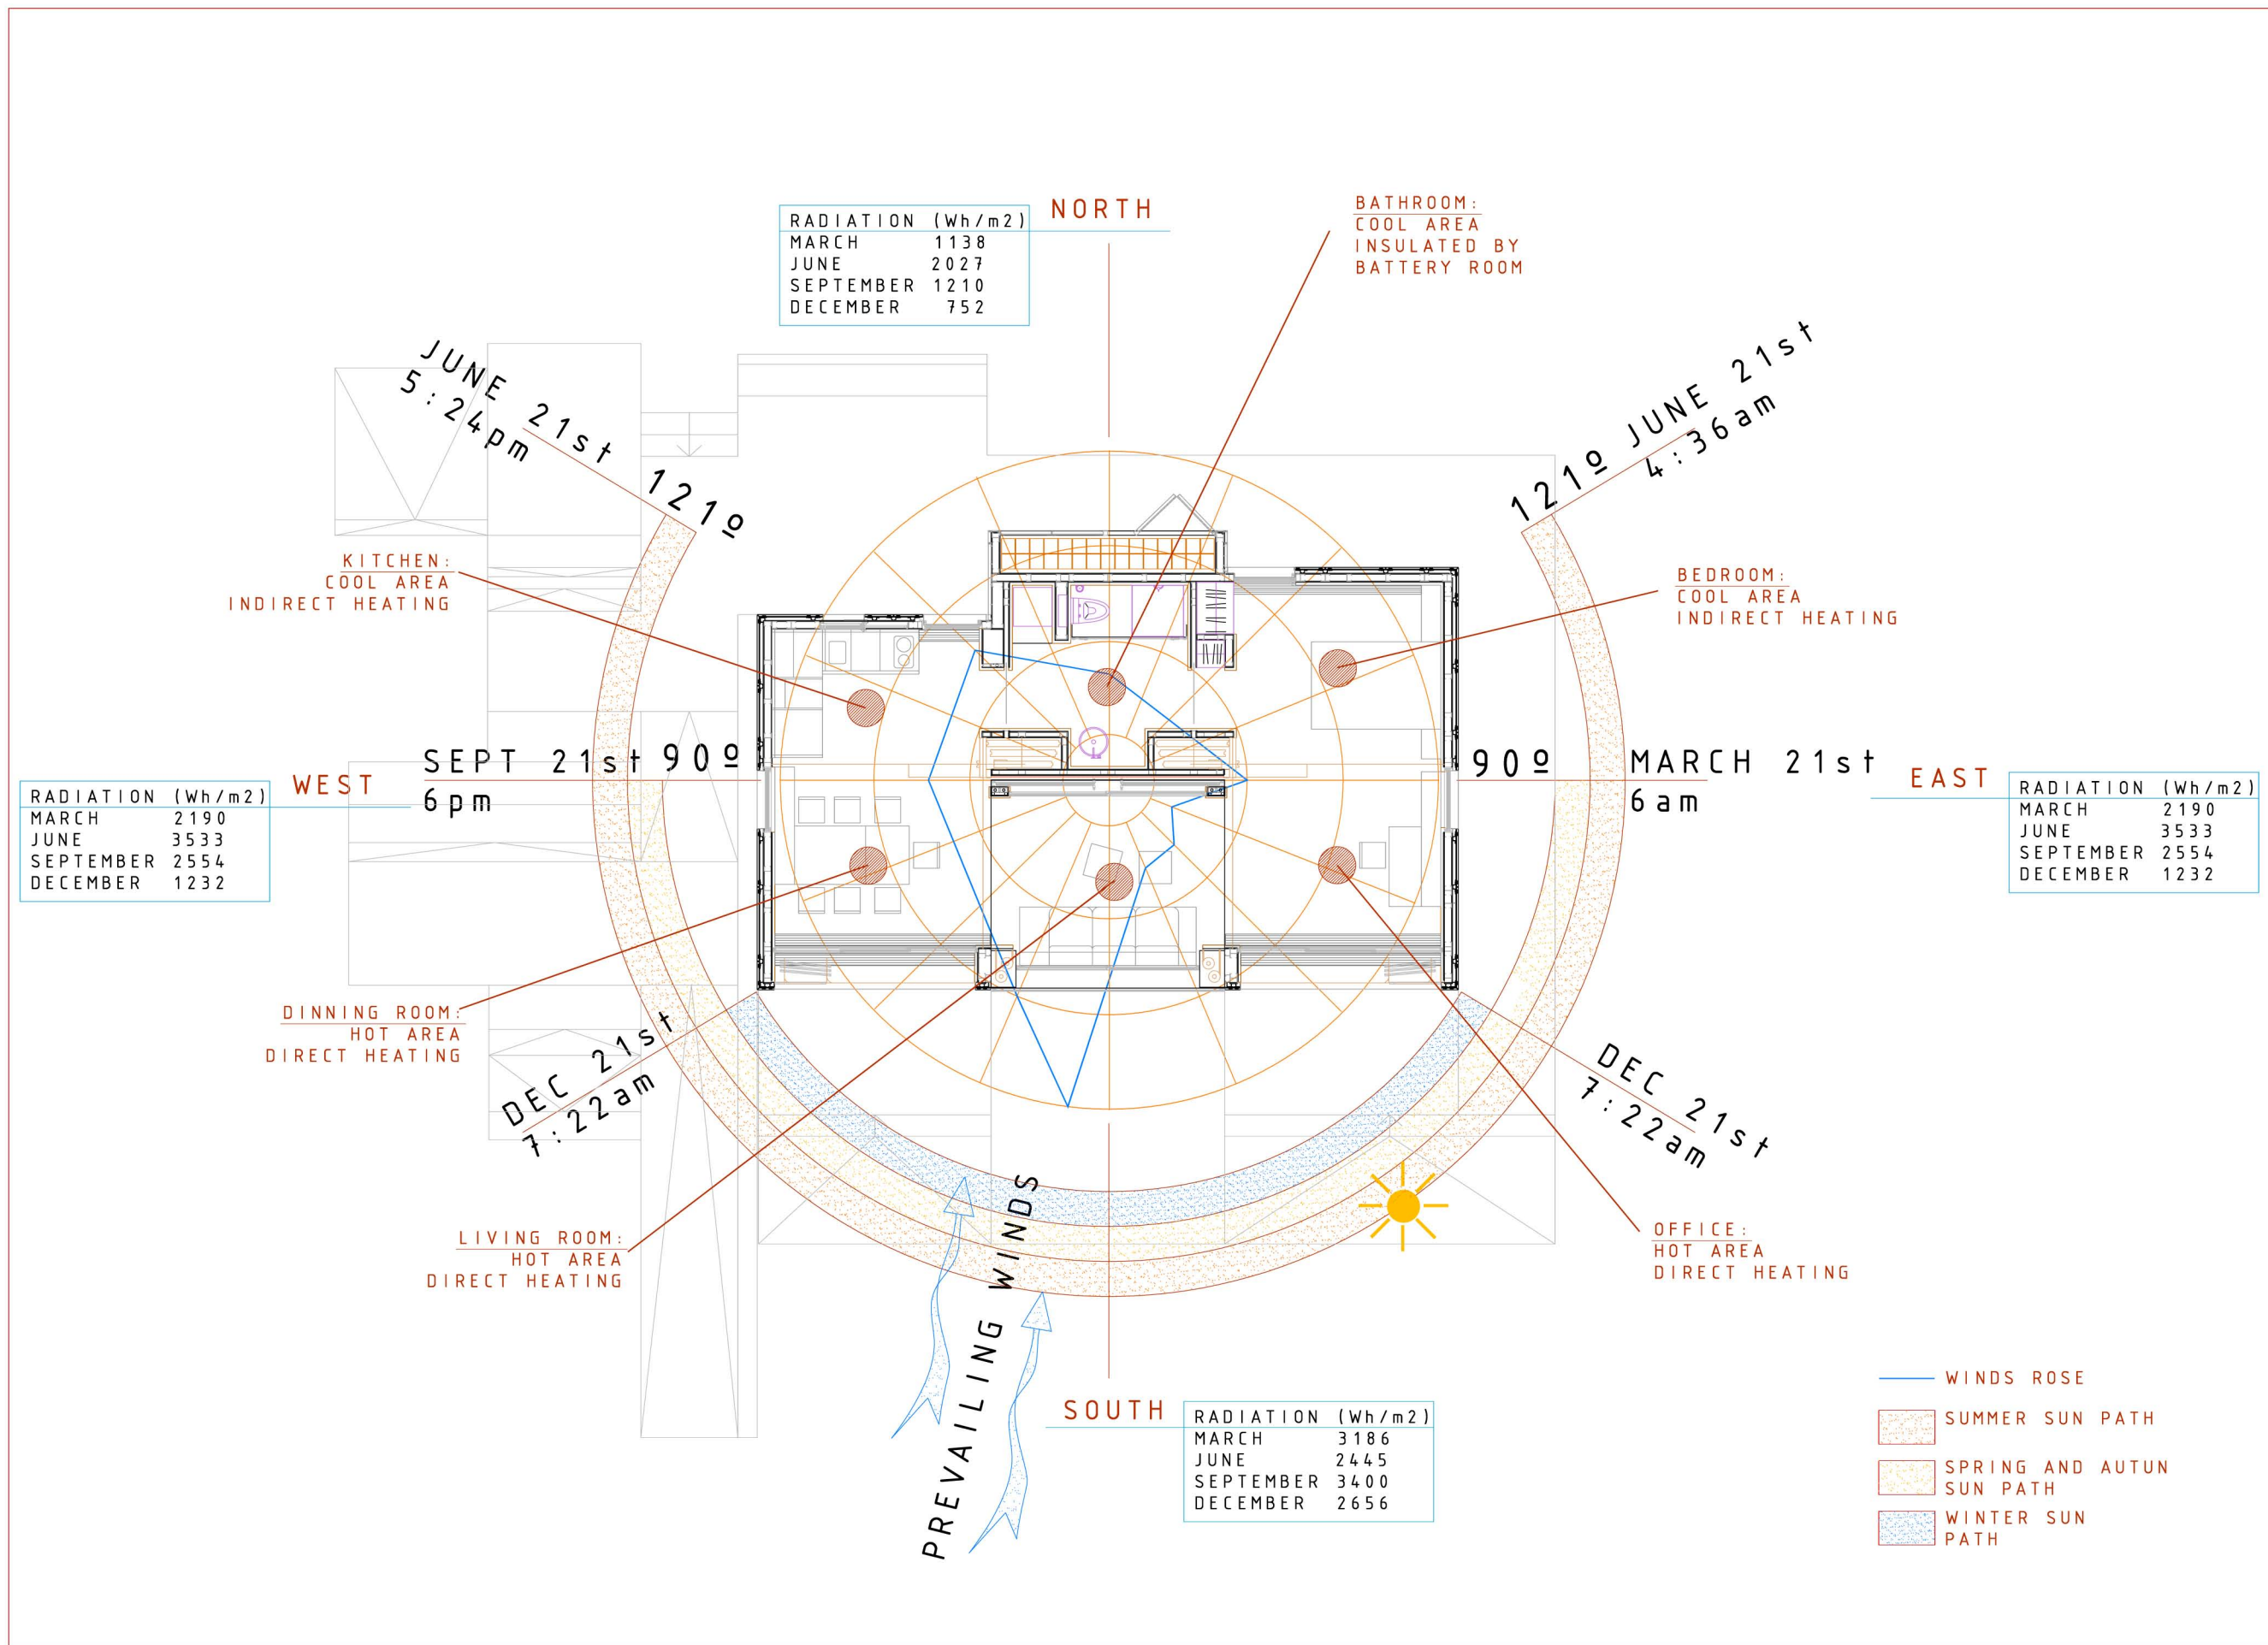 NORTH
RADIATION (Wh/m2)
MARCH 1138
JUNE 2027
SEPTEMBER 1210
DECEMBER 752
BATHROOM:
COOL AREA
INSULATED BY
BATTERY ROOM
JUNE 21st 121º
5:24pm
121º JUNE 21st
4:36am
KITCHEN:
COOL AREA
INDIRECT HEATING
BEDROOM:
COOL AREA
INDIRECT HEATING
WEST
RADIATION (Wh/m2)
MARCH 2190
JUNE 3533
SEPTEMBER 2554
DECEMBER 1232
SEPT 21st 90º
6pm
90º MARCH 21st
6am
EAST
RADIATION (Wh/m2)
MARCH 2190
JUNE 3533
SEPTEMBER 2554
DECEMBER 1232
DINNING ROOM:
HOT AREA
DIRECT HEATING
DEC 21st
7:22am
DEC 21st
7:22am
LIVING ROOM:
HOT AREA
DIRECT HEATING
OFFICE:
HOT AREA
DIRECT HEATING
PREVAILING WINDS
SOUTH
RADIATION (Wh/m2)
MARCH 3186
JUNE 2445
SEPTEMBER 3400
DECEMBER 2656
WINDS ROSE
SUMMER SUN PATH
SPRING AND AUTUN
SUN PATH
WINTER SUN
PATH